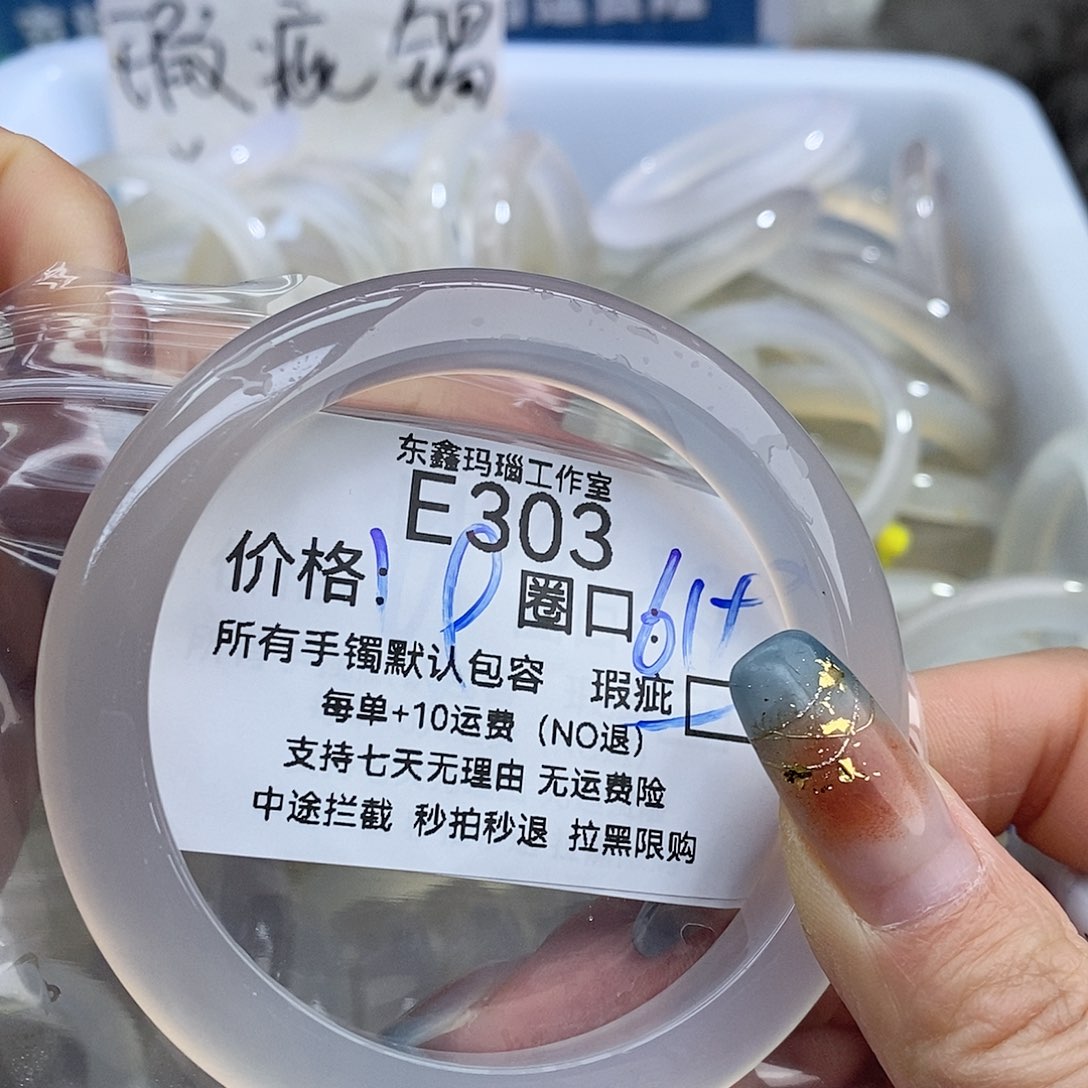 瑕疵镯
东鑫玛瑙工作室
E303
价格: 圈口:61+
所有手镯默认包容 瑕疵
每单+10运费（NO退）
支持七天无理由 无运费险
中途拦截 秒拍秒退 拉黑限购